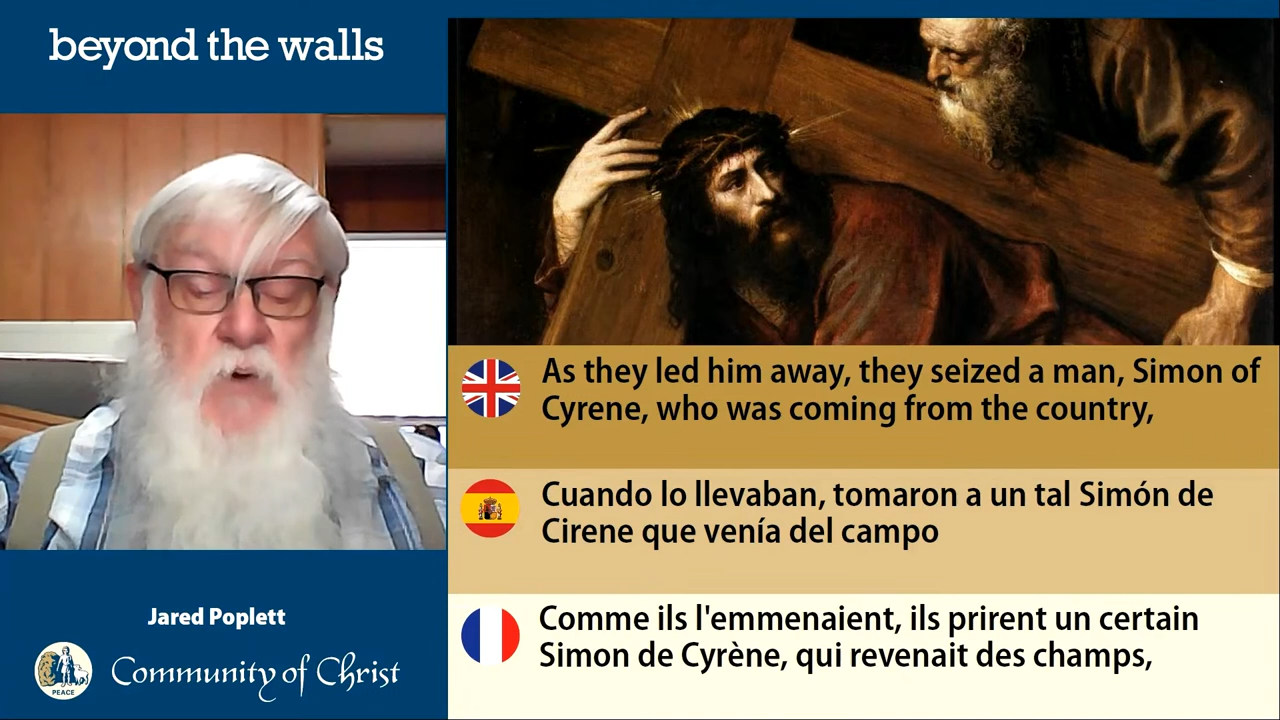 beyond the walls
As they led him away, they seized a man, Simon of
Cyrene, who was coming from the country,
Cuando lo llevaban, tomaron a un tal Simón de
Cirene que venía del campo
Comme ils l'emmenaient, ils prirent un certain
Simon de Cyrène, qui revenait des champs,
Jared Poplett
PEACE
Community of Christ